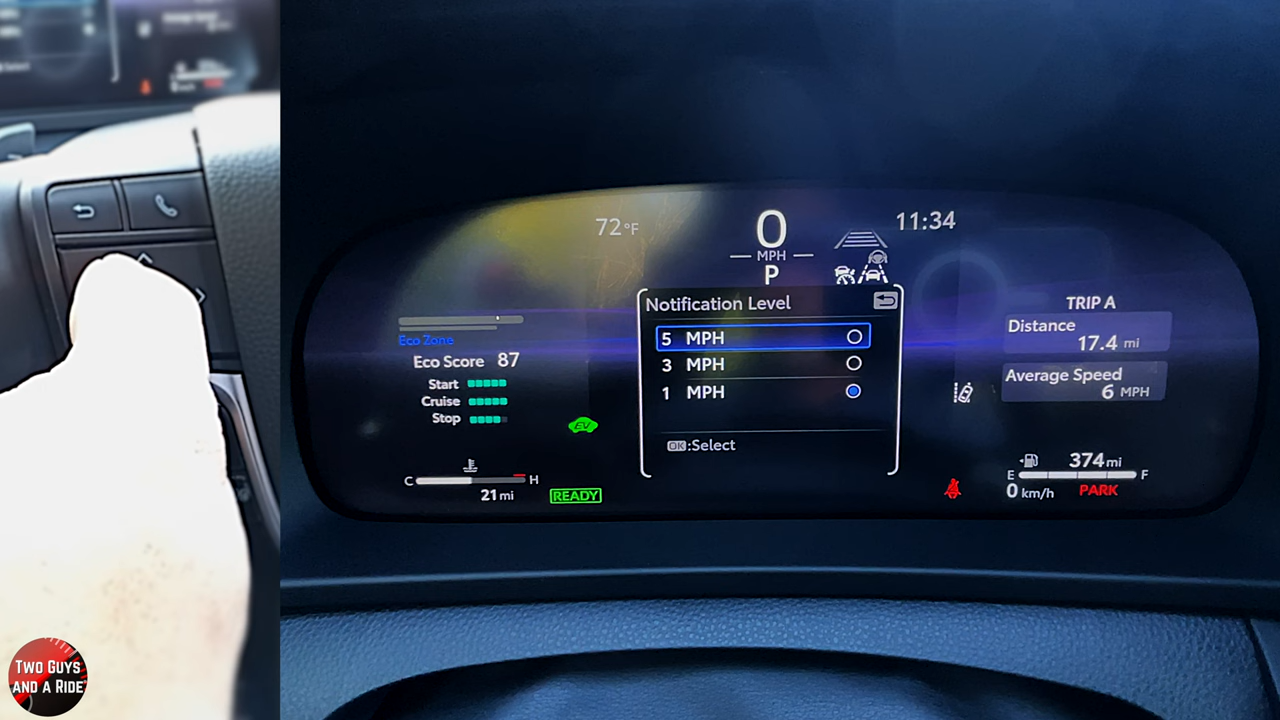 72°F
0
MPH
P
11:34
Notification Level
5 MPH
3 MPH
1 MPH
OK:Select
Eco Zone
Eco Score 87
Start
Cruise
Stop
EV
C H
21 mi
READY
TRIP A
Distance
17.4 mi
Average Speed
6 MPH
374 mi
E F
0 km/h
PARK
TWO GUYS
AND A RIDE